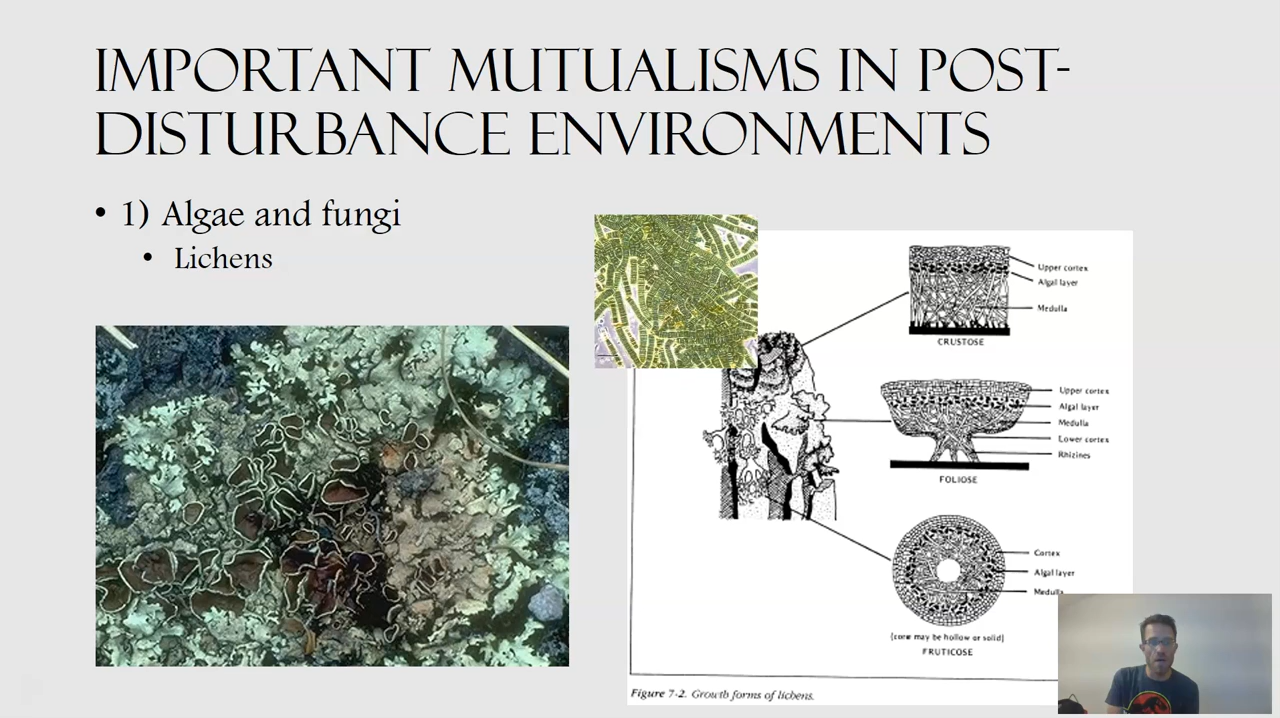 IMPORTANT MUTUALISMS IN POST-
DISTURBANCE ENVIRONMENTS
• 1) Algae and fungi
• Lichens
Upper cortex
Algal layer
Medulla
CRUSTOSE
Upper cortex
Algal layer
Medulla
Lower cortex
Rhizines
FOLIOSE
Cortex
Algal layer
Medulla
(core may be hollow or solid)
FRUTICOSE
Figure 7-2. Growth forms of lichens.